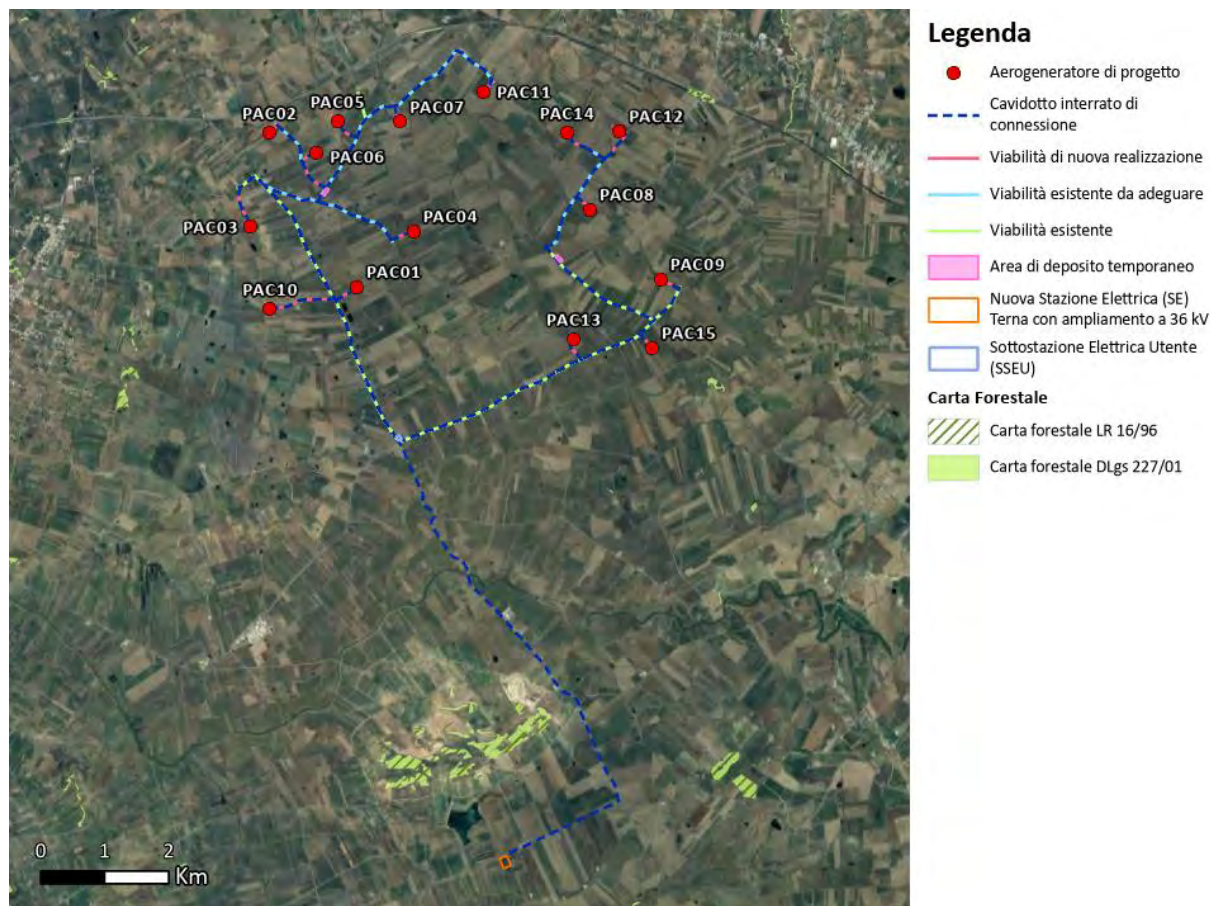 Legenda
Aerogeneratore di progetto
Cavidotto interrato di
connessione
Viabilità di nuova realizzazione
Viabilità esistente da adeguare
Viabilità esistente
Area di deposito temporaneo
Nuova Stazione Elettrica (SE)
Terna con ampliamento a 36 kV
Sottostazione Elettrica Utente
(SSEU)
Carta Forestale
Carta forestale LR 16/96
Carta forestale DLgs 227/01
PAC11
PAC05
PAC07
PAC02
PAC14
PAC12
PAC06
PAC08
PAC04
PAC03
PAC09
PAC01
PAC10
PAC13
PAC15
0 1 2
Km